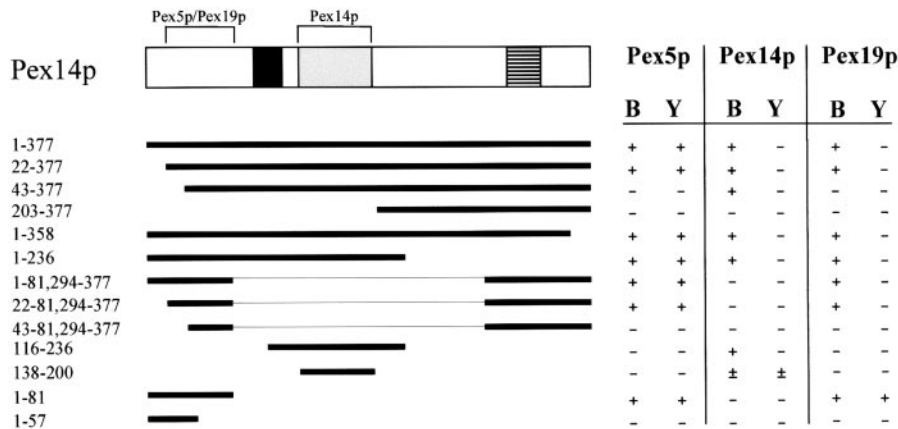 Pex5p/Pex19p Pex14p
Pex14p
Pex5p Pex14p Pex19p
B Y B Y B Y
1-377 + + + − + −
22-377 + + + − + −
43-377 − − + − − −
203-377 − − − − − −
1-358 + + + − + −
1-236 + + + − + −
1-81,294-377 + + − − + −
22-81,294-377 + + − − + −
43-81,294-377 − − − − − −
116-236 − − + − − −
138-200 − − ± ± − −
1-81 + + − − + +
1-57 − − − − − −